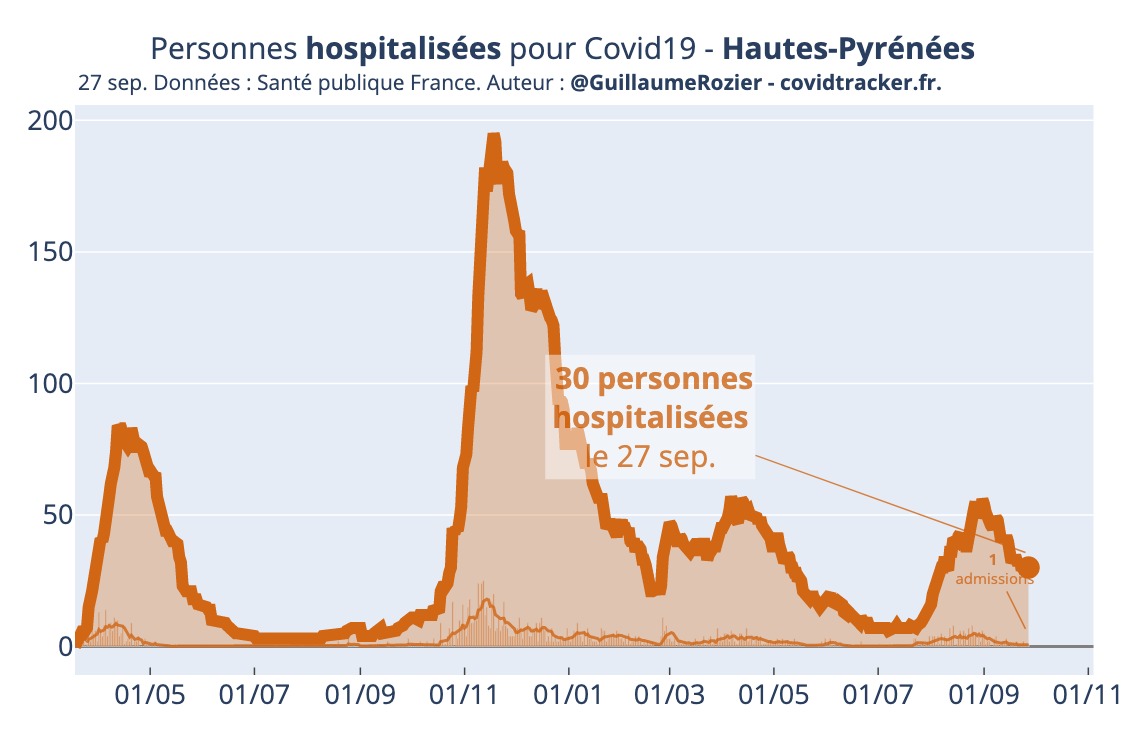 Personnes hospitalisées pour Covid19 - Hautes-Pyrénées
27 sep. Données : Santé publique France. Auteur : @GuillaumeRozier - covidtracker.fr.
200
150
100
50
0
30 personnes
hospitalisées
le 27 sep.
1
admissions
01/05 01/07 01/09 01/11 01/01 01/03 01/05 01/07 01/09 01/11